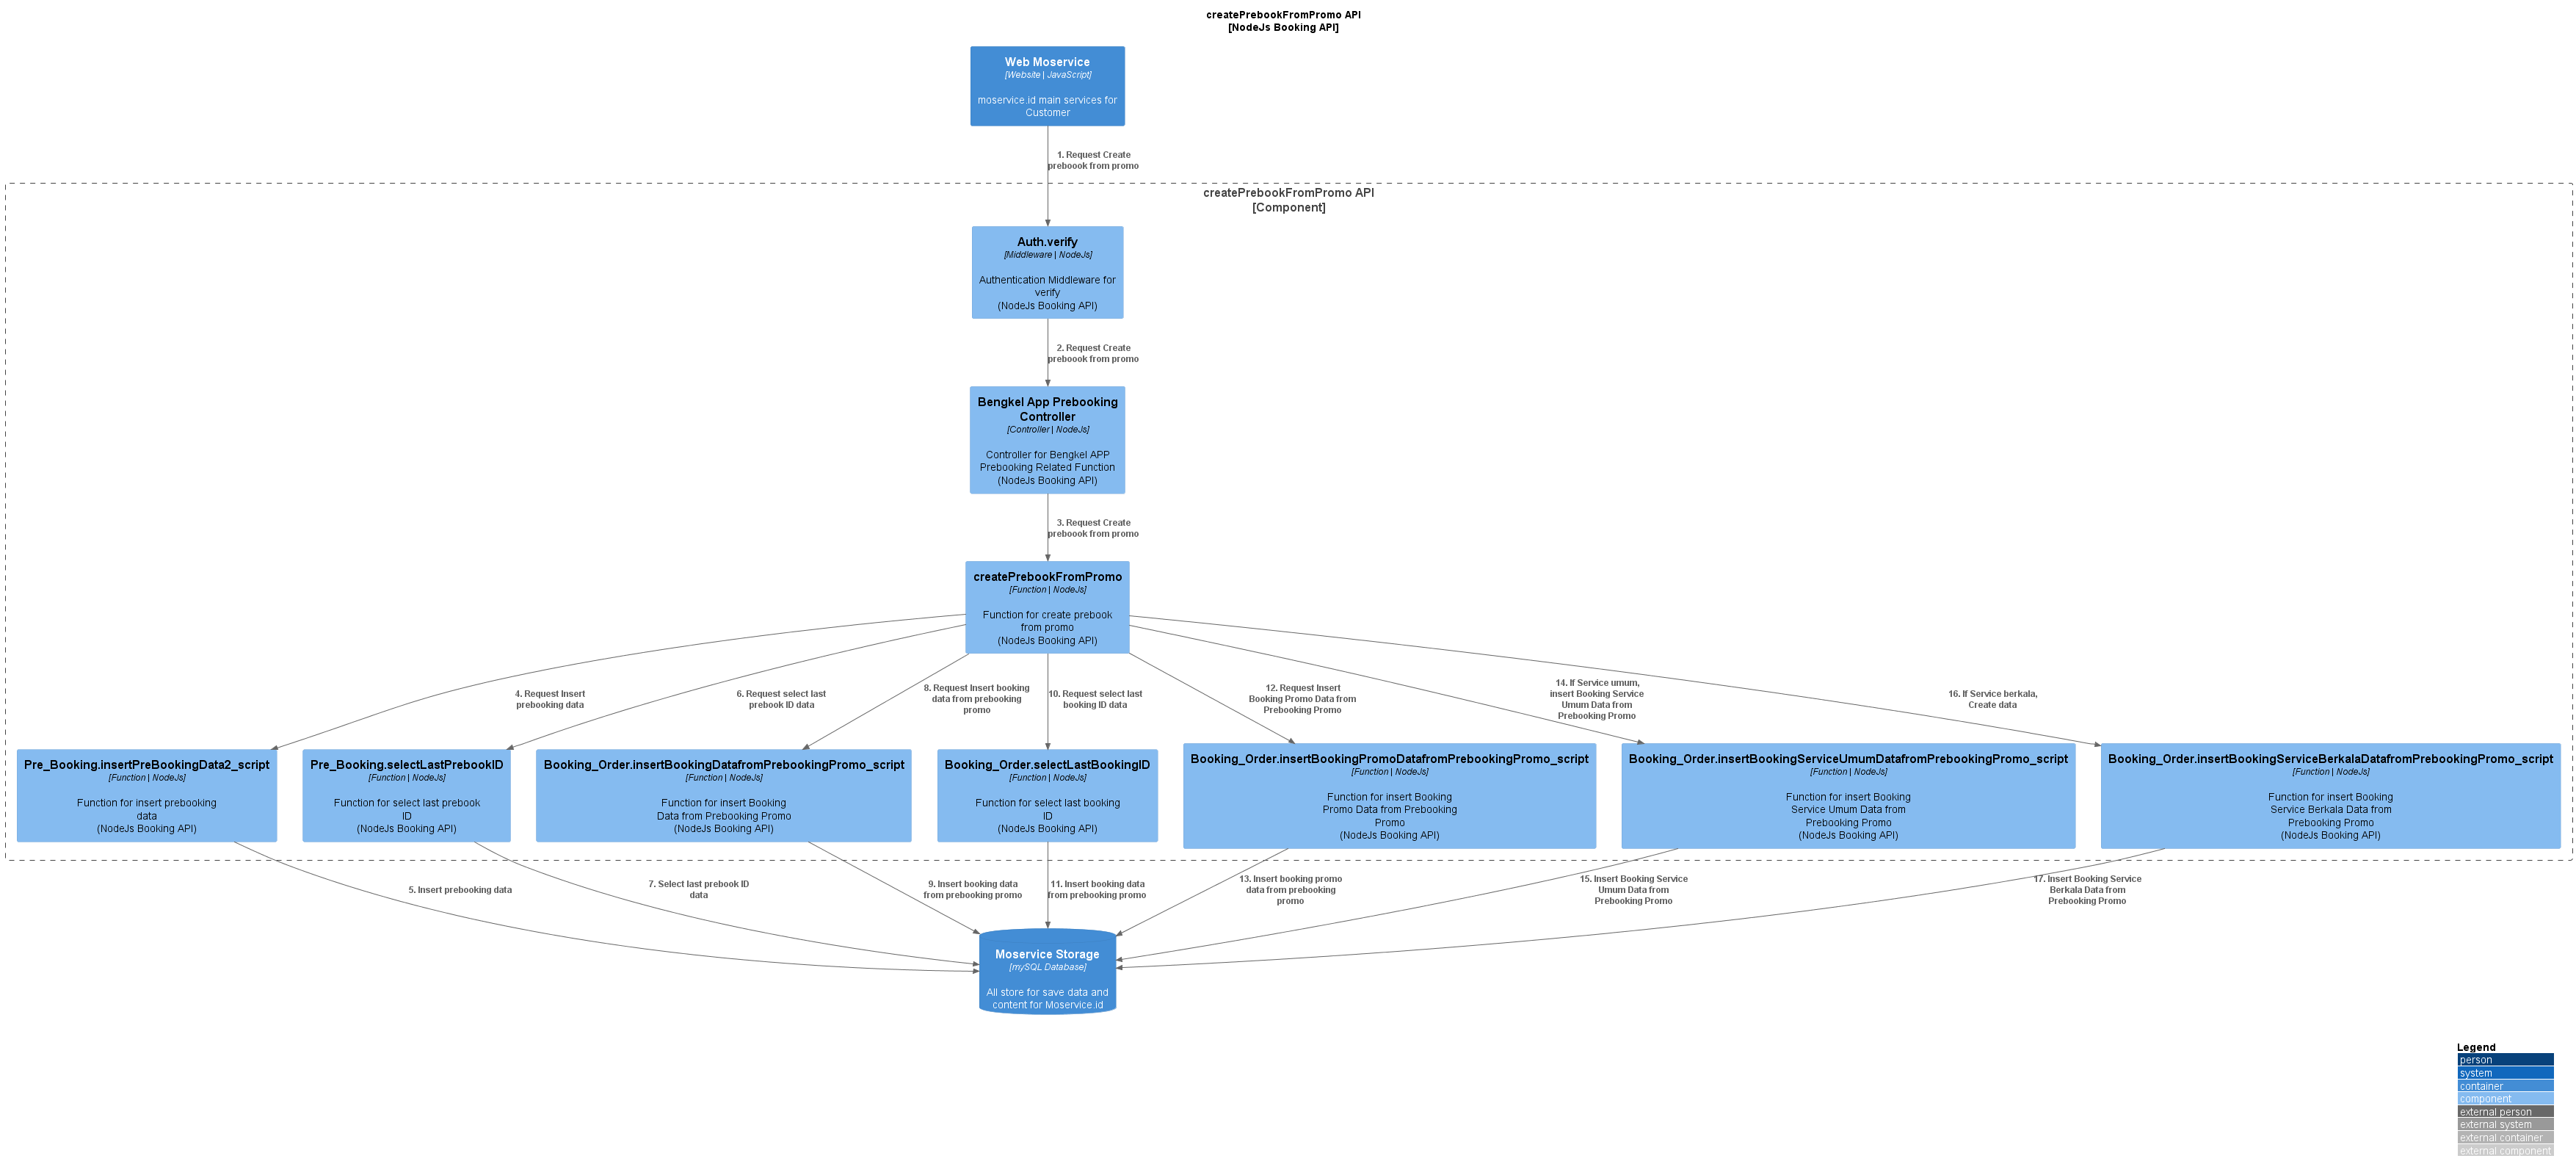 createPrebookFromPromo API
[NodeJs Booking API]
Web Moservice
[Website | JavaScript]
moservice.id main services for
Customer
1. Request Create
preboook from promo
createPrebookFromPromo API
[Component]
Auth.verify
[Middleware | NodeJs]
Authentication Middleware for
verify
(NodeJs Booking API)
2. Request Create
preboook from promo
Bengkel App Prebooking
Controller
[Controller | NodeJs]
Controller for Bengkel APP
Prebooking Related Function
(NodeJs Booking API)
3. Request Create
preboook from promo
createPrebookFromPromo
[Function | NodeJs]
Function for create prebook
from promo
(NodeJs Booking API)
4. Request Insert
prebooking data
6. Request select last
prebook ID data
8. Request Insert booking
data from prebooking
promo
10. Request select last
booking ID data
12. Request Insert
Booking Promo Data from
Prebooking Promo
14. If Service umum,
insert Booking Service
Umum Data from
Prebooking Promo
16. If Service berkala,
Create data
Pre_Booking.insertPreBookingData2_script
[Function | NodeJs]
Function for insert prebooking
data
(NodeJs Booking API)
Pre_Booking.selectLastPrebookID
[Function | NodeJs]
Function for select last prebook
ID
(NodeJs Booking API)
Booking_Order.insertBookingDatafromPrebookingPromo_script
[Function | NodeJs]
Function for insert Booking
Data from Prebooking Promo
(NodeJs Booking API)
Booking_Order.selectLastBookingID
[Function | NodeJs]
Function for select last booking
ID
(NodeJs Booking API)
Booking_Order.insertBookingPromoDatafromPrebookingPromo_script
[Function | NodeJs]
Function for insert Booking
Promo Data from Prebooking
Promo
(NodeJs Booking API)
Booking_Order.insertBookingServiceUmumDatafromPrebookingPromo_script
[Function | NodeJs]
Function for insert Booking
Service Umum Data from
Prebooking Promo
(NodeJs Booking API)
Booking_Order.insertBookingServiceBerkalaDatafromPrebookingPromo_script
[Function | NodeJs]
Function for insert Booking
Service Berkala Data from
Prebooking Promo
(NodeJs Booking API)
5. Insert prebooking data
7. Select last prebook ID
data
9. Insert booking data
from prebooking promo
11. Insert booking data
from prebooking promo
13. Insert booking promo
data from prebooking
promo
15. Insert Booking Service
Umum Data from
Prebooking Promo
17. Insert Booking Service
Berkala Data from
Prebooking Promo
Moservice Storage
[mySQL Database]
All store for save data and
content for Moservice.id
Legend
person
system
container
component
external person
external system
external container
external component